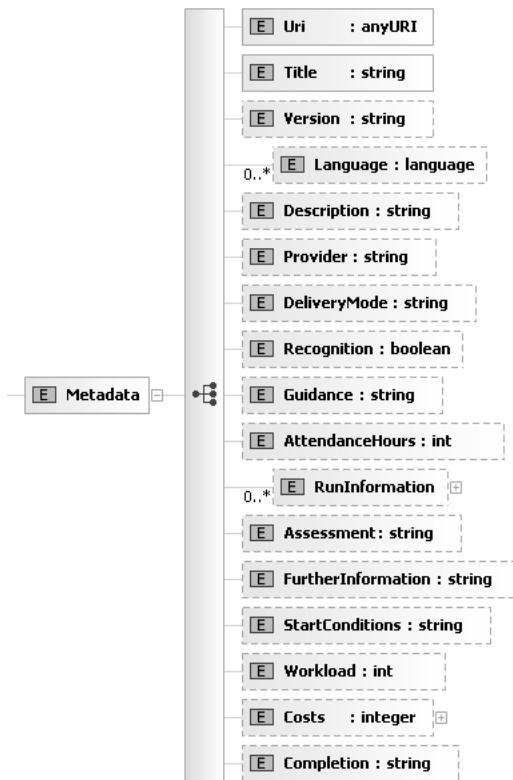 E Uri : anyURI
E Title : string
E Version : string
0..* E Language : language
E Description : string
E Provider : string
E DeliveryMode : string
E Recognition : boolean
E Metadata
E Guidance : string
E AttendanceHours : int
0..* E RunInformation
E Assessment : string
E FurtherInformation : string
E StartConditions : string
E Workload : int
E Costs : integer
E Completion : string